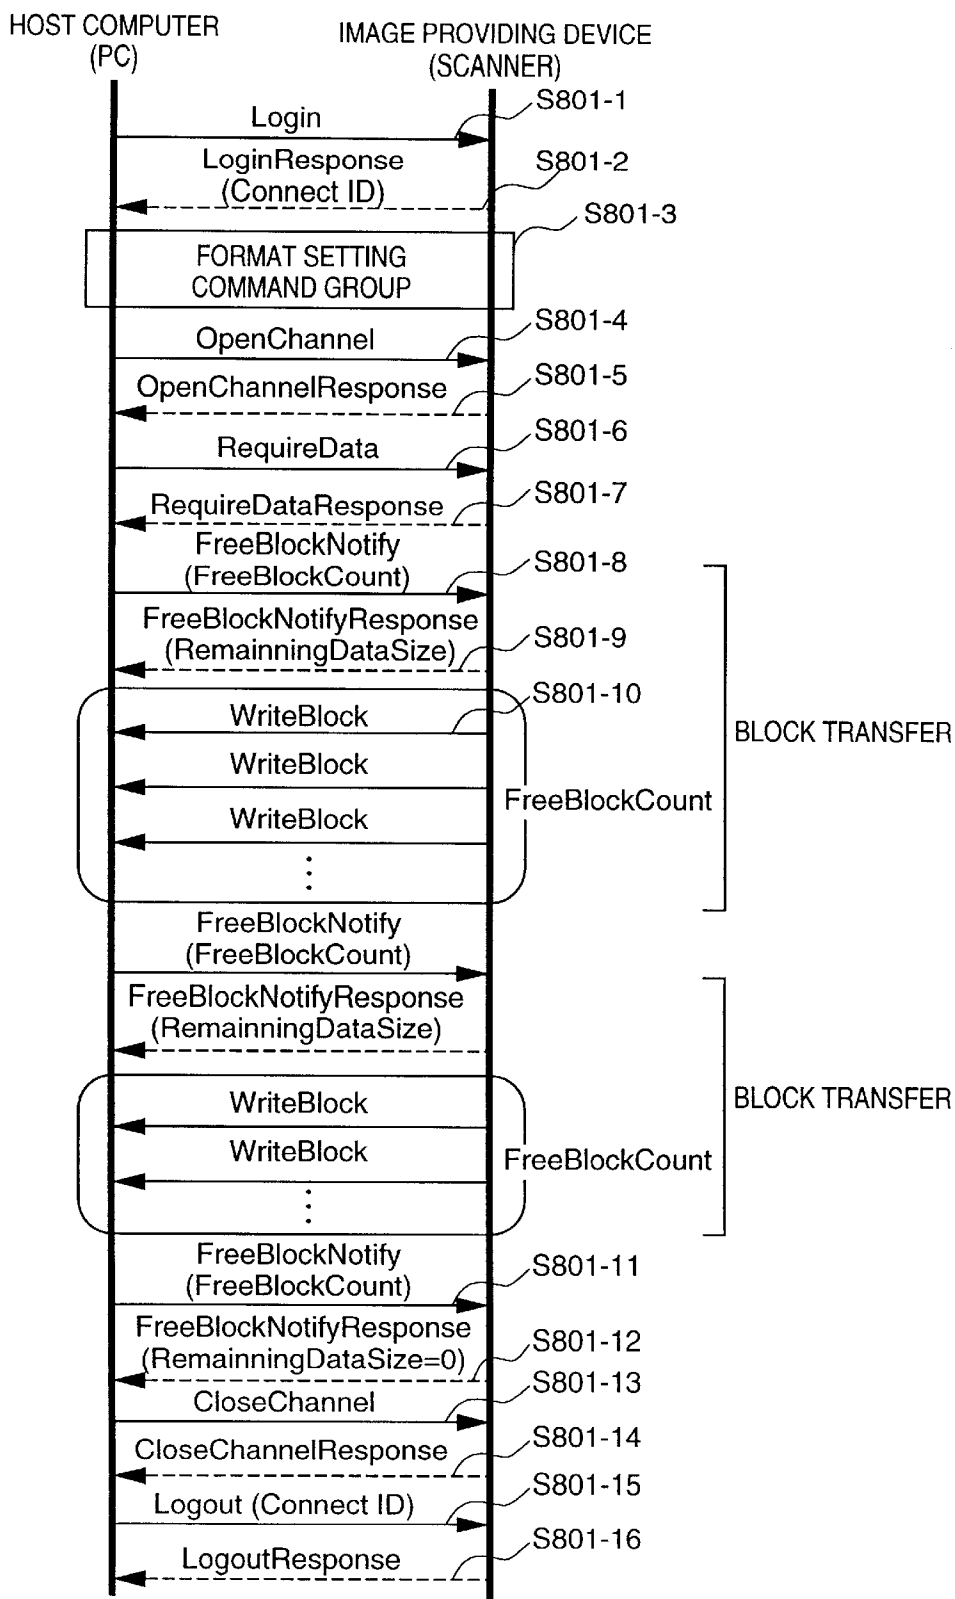 HOST COMPUTER
(PC)
IMAGE PROVIDING DEVICE
(SCANNER)
Login
S801-1
LoginResponse
(Connect ID)
S801-2
S801-3
FORMAT SETTING
COMMAND GROUP
OpenChannel
S801-4
OpenChannelResponse
S801-5
RequireData
S801-6
RequireDataResponse
S801-7
FreeBlockNotify
(FreeBlockCount)
S801-8
FreeBlockNotifyResponse
(RemainningDataSize)
S801-9
WriteBlock
S801-10
WriteBlock
WriteBlock
FreeBlockCount
BLOCK TRANSFER
FreeBlockNotify
(FreeBlockCount)
FreeBlockNotifyResponse
(RemainningDataSize)
WriteBlock
WriteBlock
FreeBlockCount
BLOCK TRANSFER
FreeBlockNotify
(FreeBlockCount)
S801-11
FreeBlockNotifyResponse
(RemainningDataSize=0)
S801-12
CloseChannel
S801-13
CloseChannelResponse
S801-14
Logout (Connect ID)
S801-15
LogoutResponse
S801-16